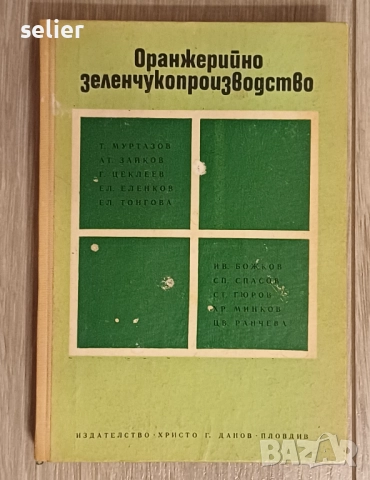 selier
Оранжерийно
зеленчукопроизводство
Т. МУРТАЗОВ
АТ. ЗАЙКОВ
Г. ЦЕКЛЕЕВ
ЕЛ. ЕЛЕНКОВ
ЕЛ. ТОНГОВА
ИВ. БОЖКОВ
СП. СПАСОВ
СТ. ГЮРОВ
ХР. МИНКОВ
ЦВ. РАНЧЕВА
ИЗДАТЕЛСТВО · ХРИСТО Г. ДАНОВ · ПЛОВДИВ
BAZAR